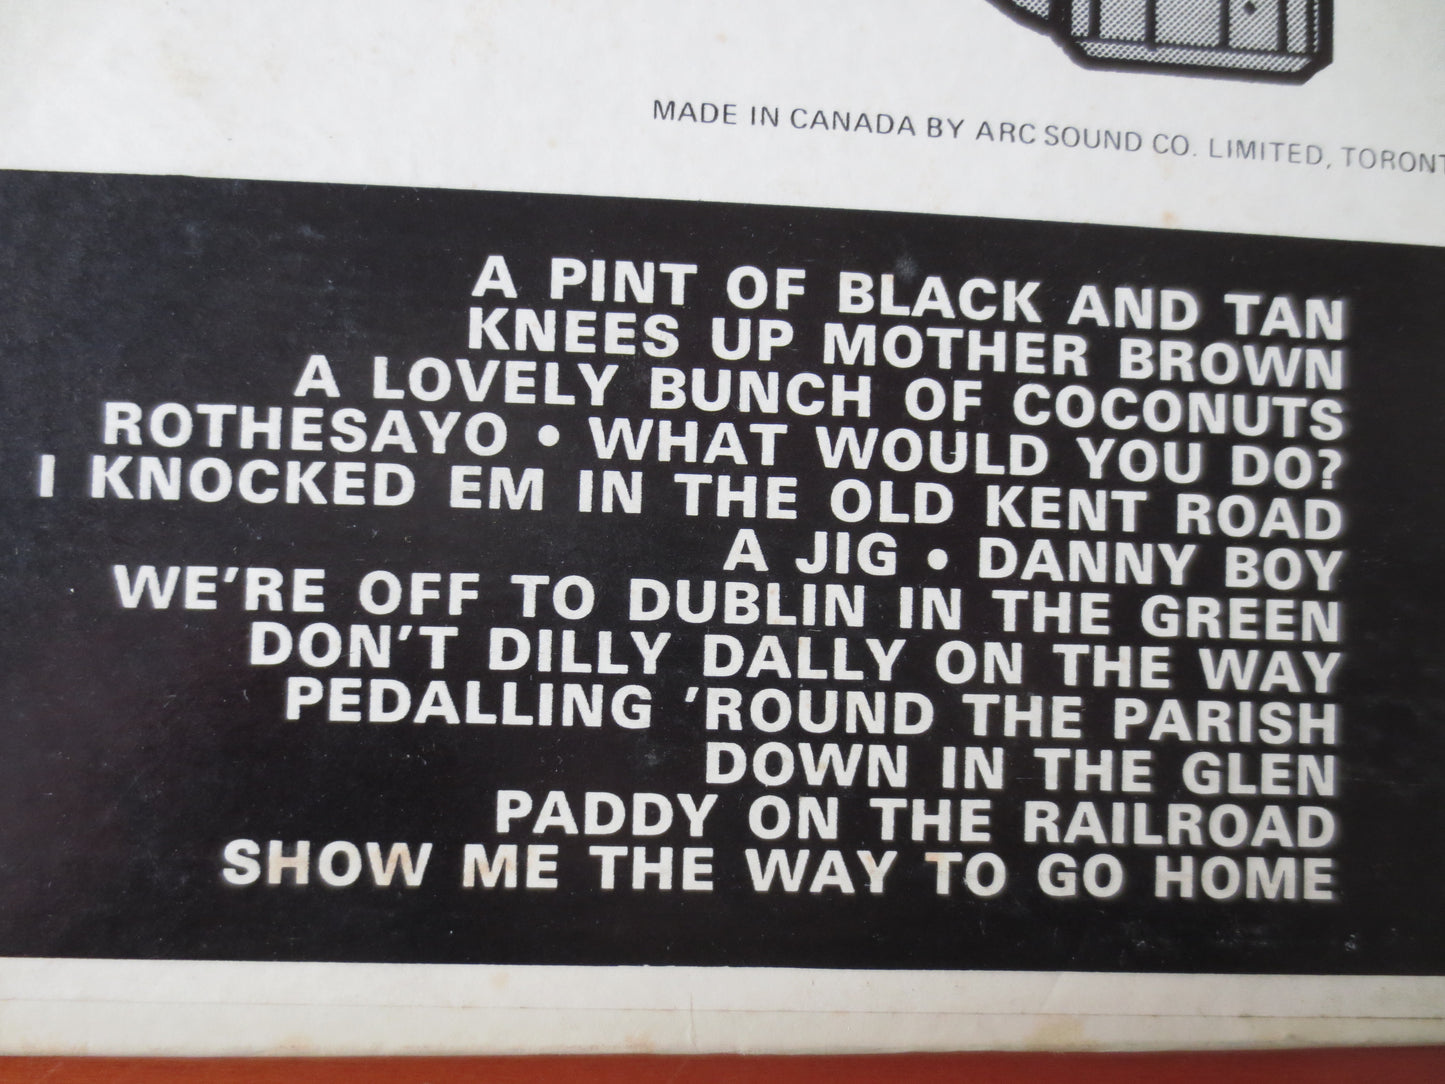 MADE IN CANADA BY ARC SOUND CO. LIMITED, TORONT
A PINT OF BLACK AND TAN
KNEES UP MOTHER BROWN
A LOVELY BUNCH OF COCONUTS
ROTHESAYO • WHAT WOULD YOU DO?
I KNOCKED EM IN THE OLD KENT ROAD
A JIG • DANNY BOY
WE'RE OFF TO DUBLIN IN THE GREEN
DON'T DILLY DALLY ON THE WAY
PEDALLING 'ROUND THE PARISH
DOWN IN THE GLEN
PADDY ON THE RAILROAD
SHOW ME THE WAY TO GO HOME